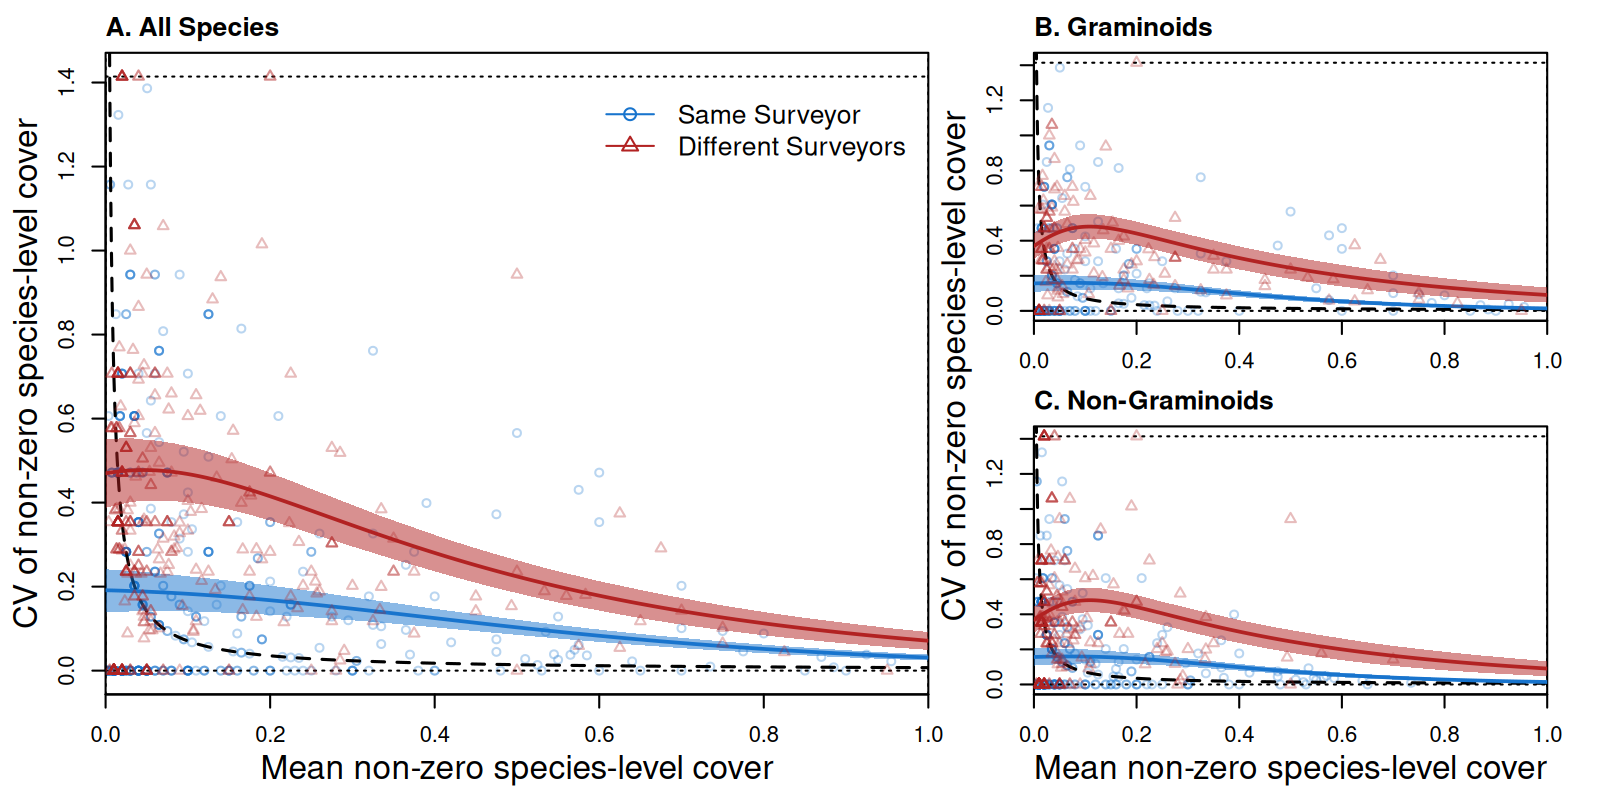 A. All Species
CV of non-zero species-level cover
1.4
1.2
1.0
0.8
0.6
0.4
0.2
0.0
Same Surveyor
Different Surveyors
0.0 0.2 0.4 0.6 0.8 1.0
Mean non-zero species-level cover
B. Graminoids
CV of non-zero species-level cover
1.2
0.8
0.4
0.0
0.0 0.2 0.4 0.6 0.8 1.0
C. Non-Graminoids
1.2
0.8
0.4
0.0
0.0 0.2 0.4 0.6 0.8 1.0
Mean non-zero species-level cover